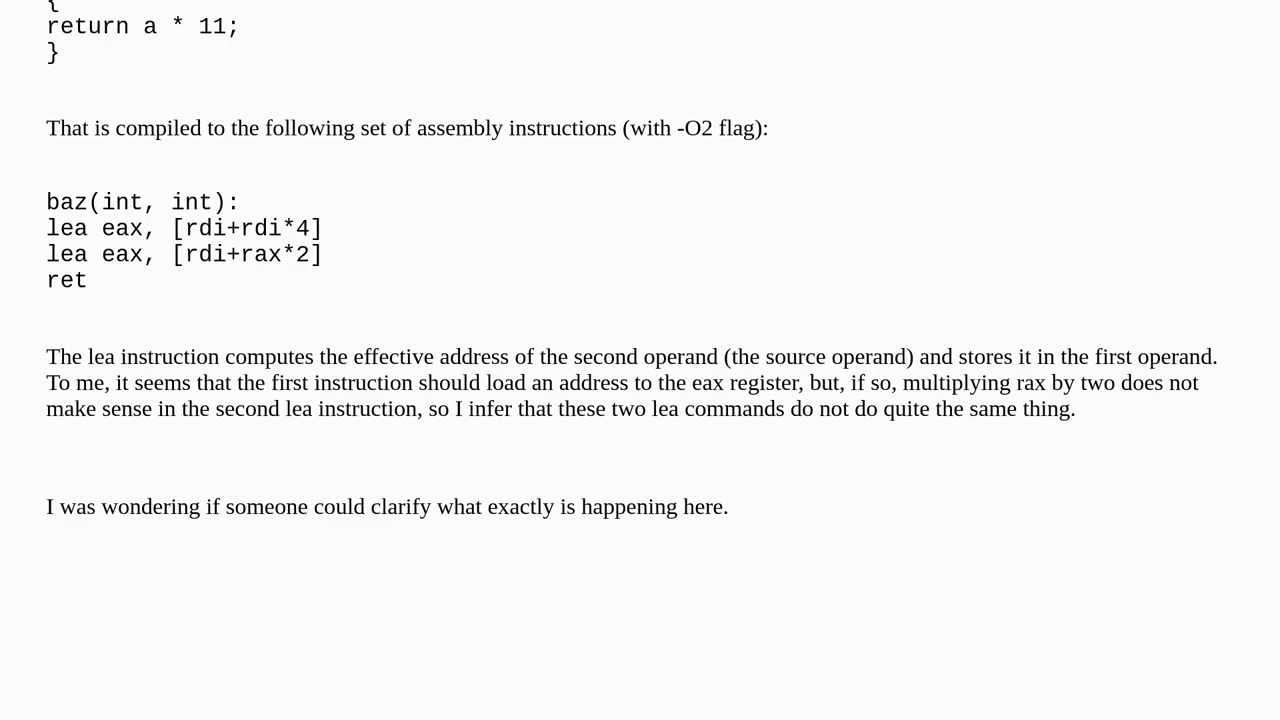 {
return a * 11;
}
That is compiled to the following set of assembly instructions (with -O2 flag):
baz(int, int):
lea eax, [rdi+rdi*4]
lea eax, [rdi+rax*2]
ret
The lea instruction computes the effective address of the second operand (the source operand) and stores it in the first operand.
To me, it seems that the first instruction should load an address to the eax register, but, if so, multiplying rax by two does not
make sense in the second lea instruction, so I infer that these two lea commands do not do quite the same thing.
I was wondering if someone could clarify what exactly is happening here.